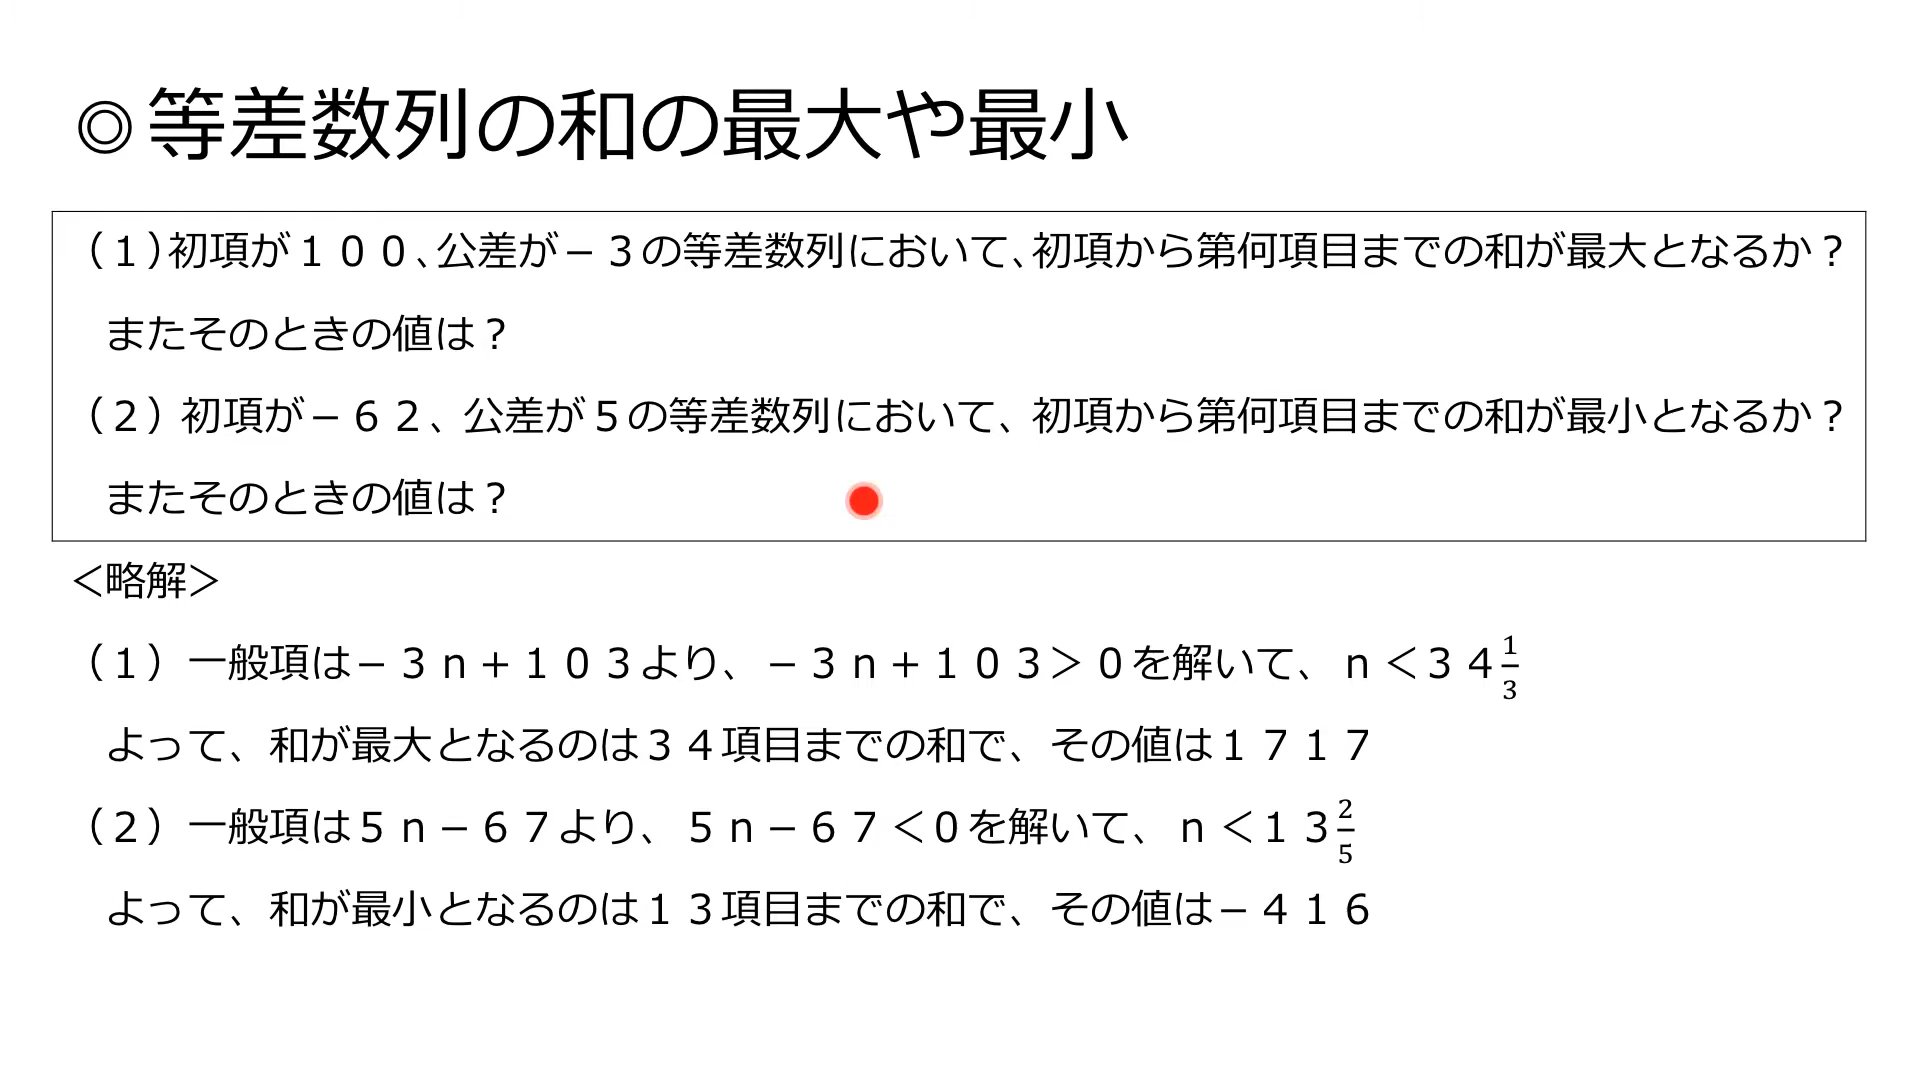 ◎等差数列の和の最大や最小
（１）初項が１００、公差が－３の等差数列において、初項から第何項目までの和が最大となるか？
またそのときの値は？
（２）初項が－６２、公差が５の等差数列において、初項から第何項目までの和が最小となるか？
またそのときの値は？
＜略解＞
（１）一般項は－３ｎ＋１０３より、－３ｎ＋１０３＞０を解いて、ｎ＜３４1/3
よって、和が最大となるのは３４項目までの和で、その値は１７１７
（２）一般項は５ｎ－６７より、５ｎ－６７＜０を解いて、ｎ＜１３2/5
よって、和が最小となるのは１３項目までの和で、その値は－４１６